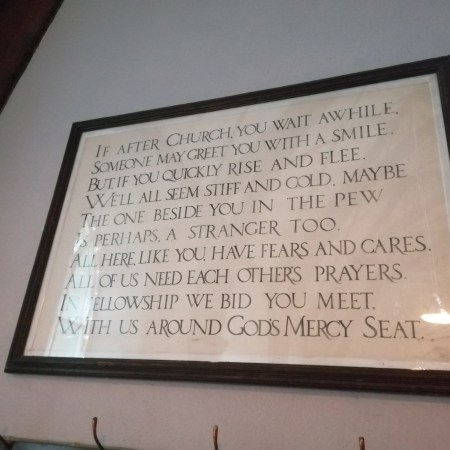 IF AFTER CHURCH, YOU WAIT AWHILE,
SOMEONE MAY GREET YOU WITH A SMILE.
BUT, IF YOU QUICKLY RISE AND FLEE,
WE'LL ALL SEEM STIFF AND COLD, MAYBE
THE ONE BESIDE YOU IN THE PEW
IS PERHAPS, A STRANGER TOO.
ALL HERE, LIKE YOU, HAVE FEARS AND CARES.
ALL OF US NEED EACH OTHER'S PRAYERS.
IN FELLOWSHIP WE BID YOU MEET,
WITH US AROUND GOD'S MERCY SEAT.